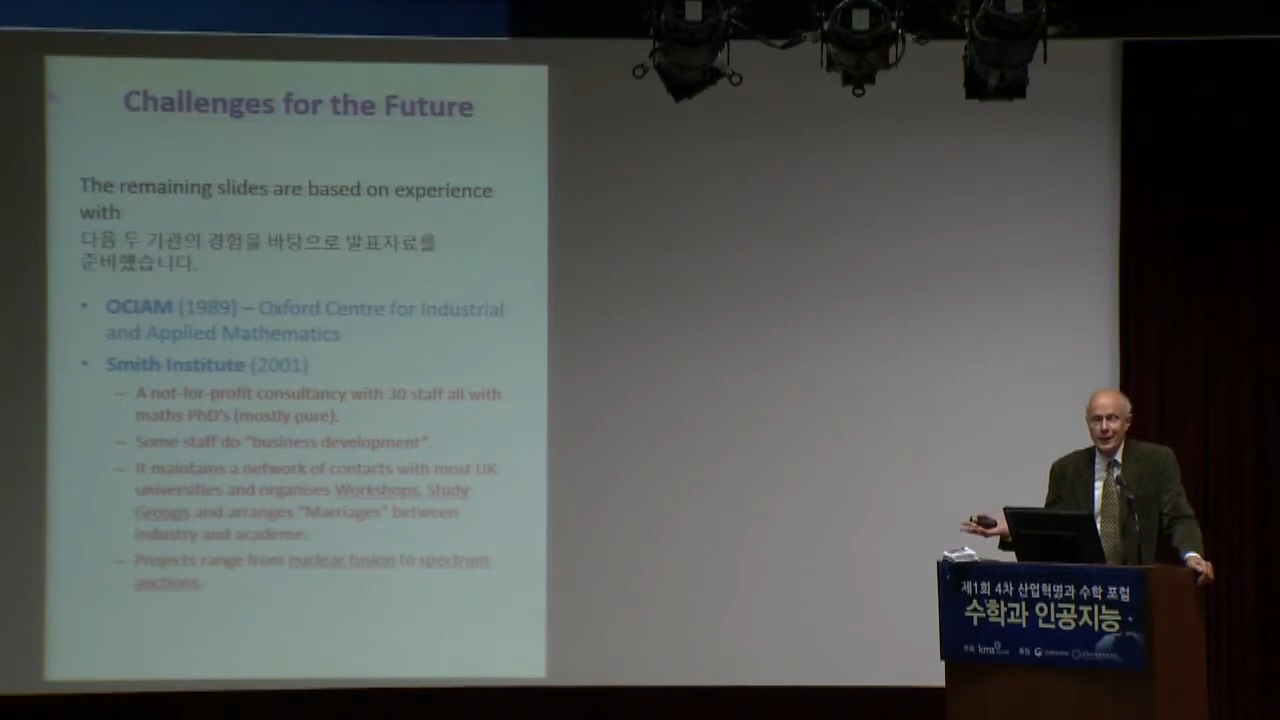 Challenges for the Future
The remaining slides are based on experience
with
다음 두 기관의 경험을 바탕으로 발표자료를
준비했습니다.
• OCIAM (1989) – Oxford Centre for Industrial
and Applied Mathematics
• Smith Institute (2001)
– A not-for-profit consultancy with 30 staff all with
maths PhD's (mostly pure).
– Some staff do "business development".
– It maintains a network of contacts with most UK
universities and organises Workshops, Study
Groups and arranges "Marriages" between
industry and academe.
– Projects range from nuclear fusion to spectrum
auctions.
제1회 4차 산업혁명과 수학 포럼
수학과 인공지능
주최 kms 후원